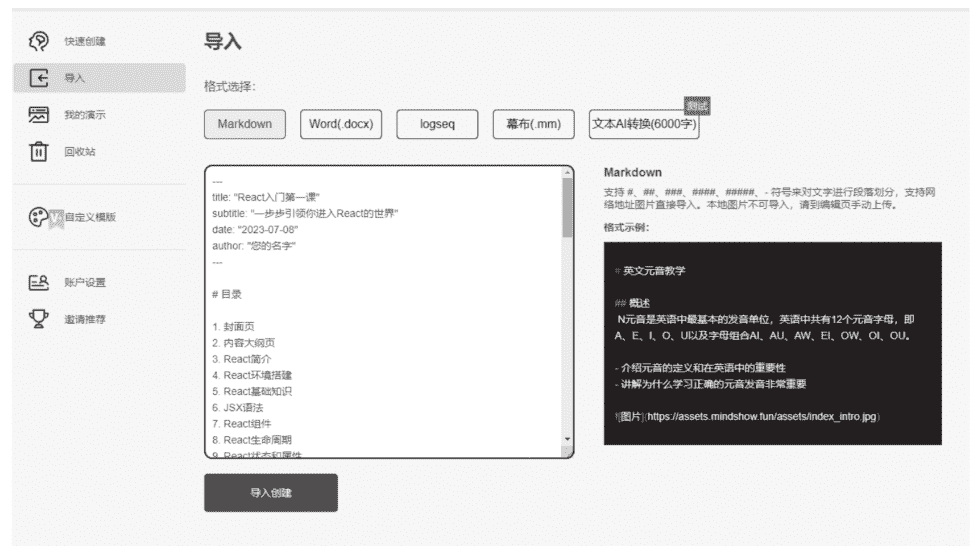 快速创建
导入
我的演示
回收站
自定义模版
账户设置
邀请推荐
导入
格式选择：
Markdown
Word(.docx)
logseq
幕布(.mm)
文本AI转换(6000字)
测试
---
title: "React入门第一课"
subtitle: "一步步引领你进入React的世界"
date: "2023-07-08"
author: "您的名字"
---
# 目录
1. 封面页
2. 内容大纲页
3. React简介
4. React环境搭建
5. React基础知识
6. JSX语法
7. React组件
8. React生命周期
9. React状态和属性
导入创建
Markdown
支持 #、##、###、####、#####、- 符号来对文字进行段落划分，支持网
络地址图片直接导入。本地图片不可导入，请到编辑页手动上传。
格式示例：
# 英文元音教学
## 概述
N元音是英语中最基本的发音单位，英语中共有12个元音字母，即
A、E、I、O、U以及字母组合AI、AU、AW、EI、OW、OI、OU。
- 介绍元音的定义和在英语中的重要性
- 讲解为什么学习正确的元音发音非常重要
![图片](https://assets.mindshow.fun/assets/index_intro.jpg)